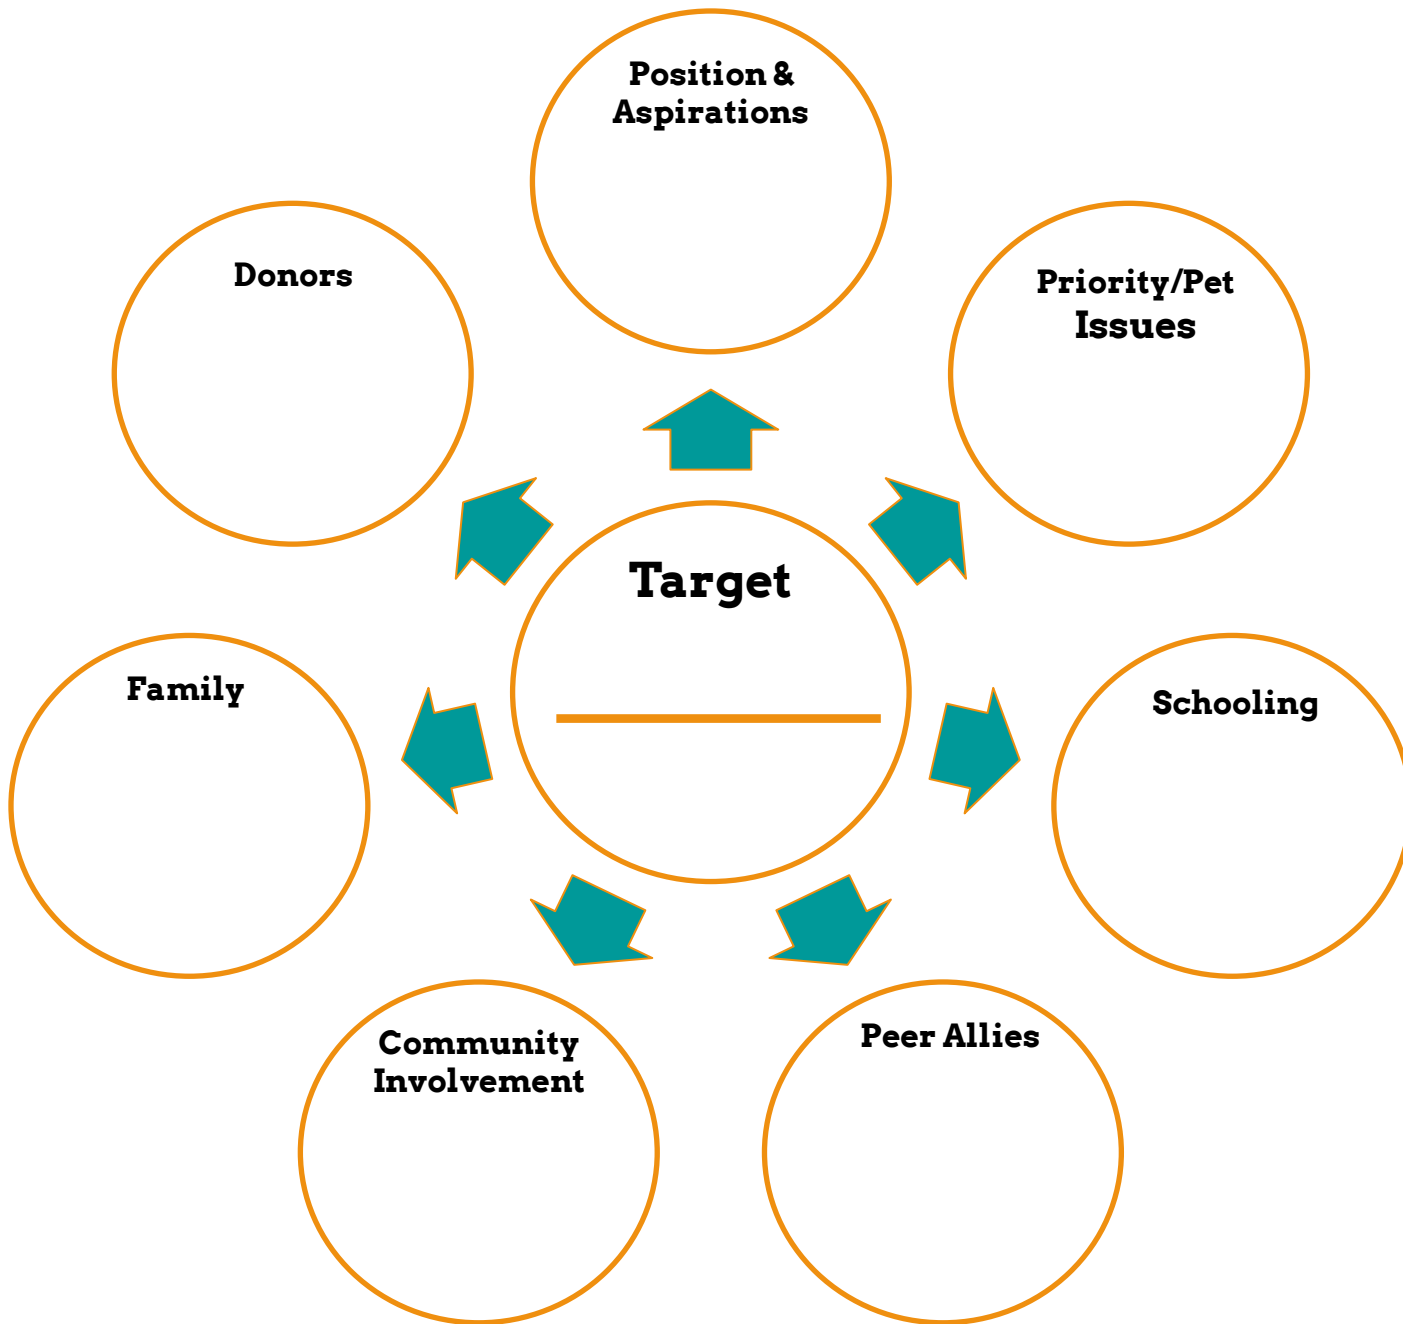 Position &
Aspirations
Donors
Priority/Pet
Issues
Target
Family
Schooling
Community
Involvement
Peer Allies